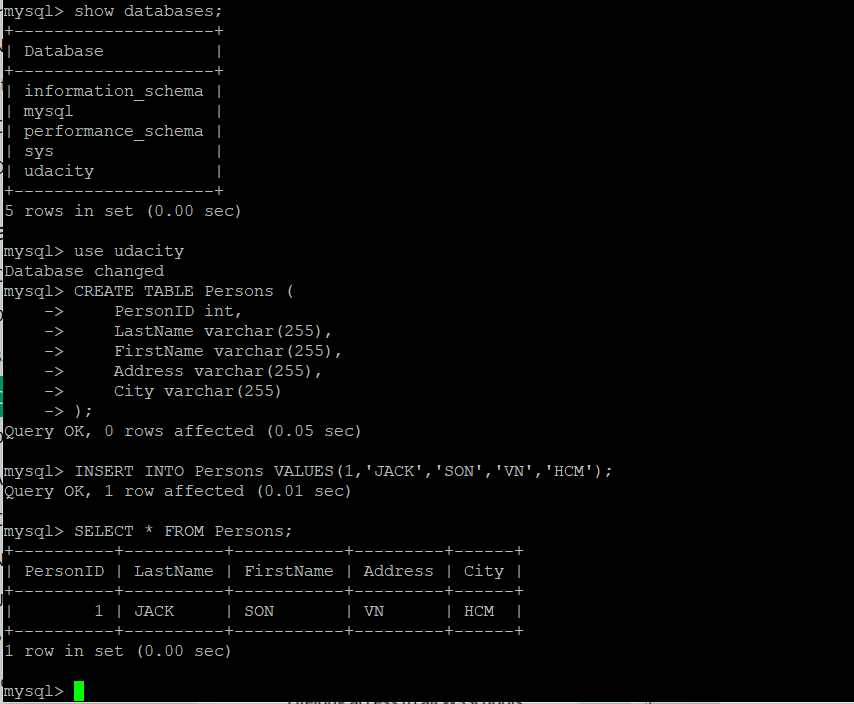 mysql> show databases;
+--------------------+
| Database           |
+--------------------+
| information_schema |
| mysql              |
| performance_schema |
| sys                |
| udacity            |
+--------------------+
5 rows in set (0.00 sec)
mysql> use udacity
Database changed
mysql> CREATE TABLE Persons (
    ->     PersonID int,
    ->     LastName varchar(255),
    ->     FirstName varchar(255),
    ->     Address varchar(255),
    ->     City varchar(255)
    -> );
Query OK, 0 rows affected (0.05 sec)
mysql> INSERT INTO Persons VALUES(1,'JACK','SON','VN','HCM');
Query OK, 1 row affected (0.01 sec)
mysql> SELECT * FROM Persons;
+----------+----------+-----------+---------+------+
| PersonID | LastName | FirstName | Address | City |
+----------+----------+-----------+---------+------+
|        1 | JACK     | SON       | VN      | HCM  |
+----------+----------+-----------+---------+------+
1 row in set (0.00 sec)
mysql>